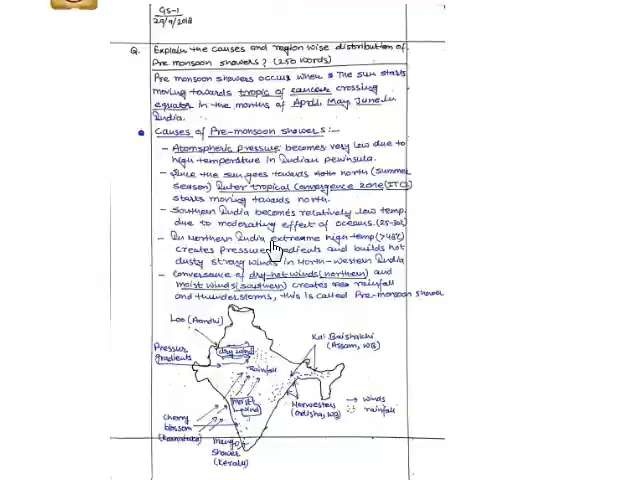 GS-1
29/9/2018
Q. Explain the causes and region wise distribution of
Pre monsoon showers? (250 words)
Pre monsoon showers occurs when The sun starts
moving towards tropic of cancer crossing
equator in the months of April, May, June in
India.
Causes of Pre-monsoon showers:-
- Atomspheric pressure becomes very low due to
high temperature in Indian peninsula.
- Since the sun goes towards north (summer
season) Inter tropical convergence zone (ITCZ)
starts moving towards north.
- Southern India becomes relatively low temp.
due to moderating effect of oceans.
- In Northern India extreame high temp
creates pressure gradients and builds hot
dusty strong winds in North-western India
- Convergence of dry-hot winds (northern) and
moist winds (southern) creates rainfall
and thunderstorms, this is called Pre-monsoon shower
Loo (Aandhi)
Kal Baishakhi
(Assam, WB)
Pressur
gradients
dry wind
rainfall
moist
wind
Norwesters
(Odisha, WB)
→ winds
rainfall
Cherry
blossom
(Karnataka)
Mango
shower
(Kerala)